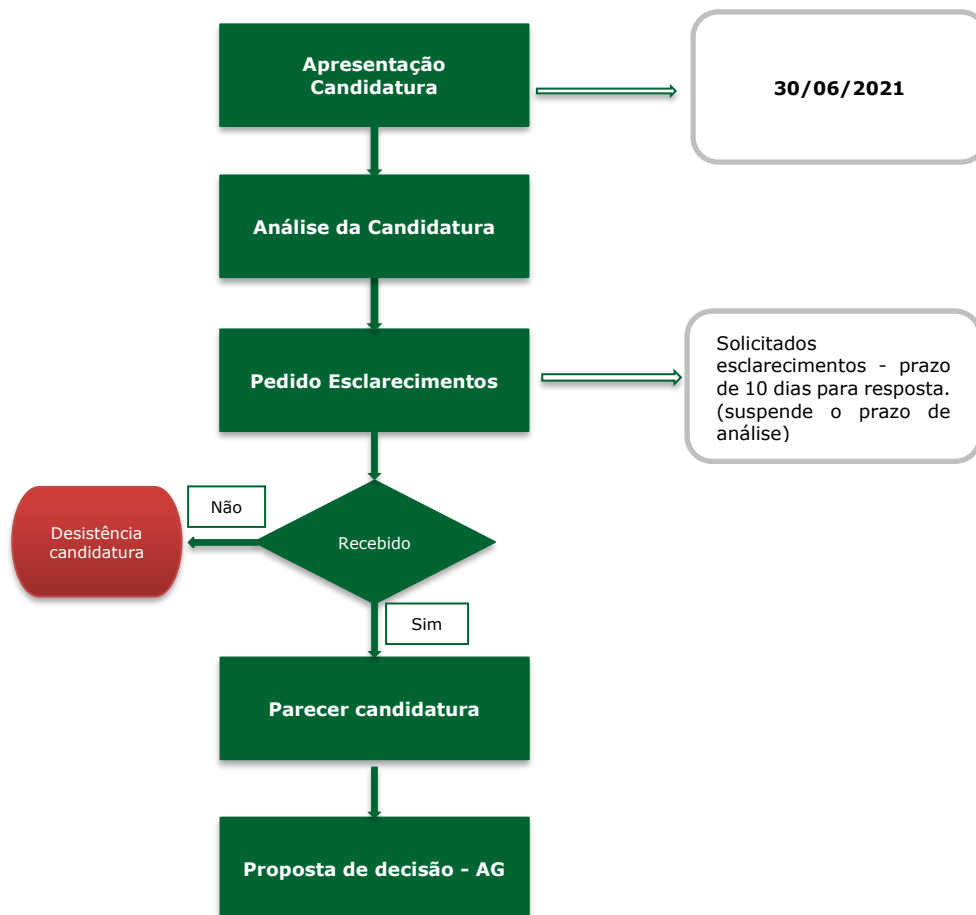 Apresentação
Candidatura
30/06/2021
Análise da Candidatura
Pedido Esclarecimentos
Solicitados
esclarecimentos - prazo
de 10 dias para resposta.
(suspende o prazo de
análise)
Não
Desistência
candidatura
Recebido
Sim
Parecer candidatura
Proposta de decisão - AG